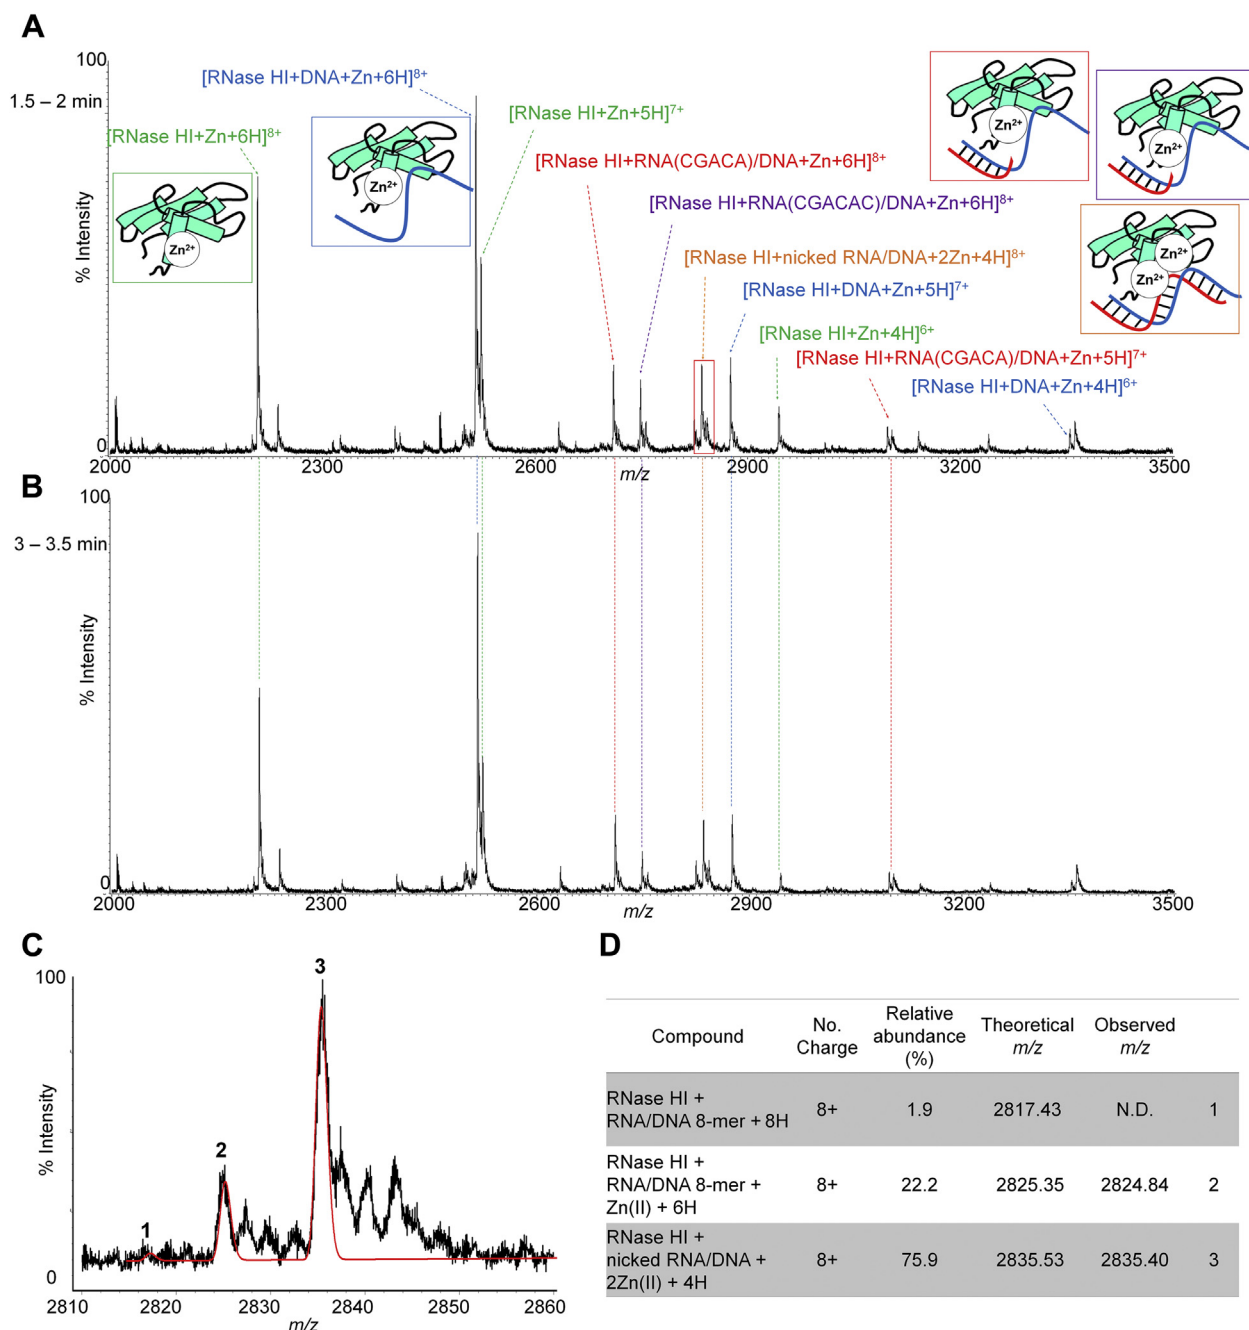 A
100
1.5 – 2 min
% Intensity
0
[RNase HI+Zn+6H]8+
[RNase HI+DNA+Zn+6H]8+
[RNase HI+Zn+5H]7+
[RNase HI+RNA(CGACA)/DNA+Zn+6H]8+
[RNase HI+RNA(CGACAC)/DNA+Zn+6H]8+
[RNase HI+nicked RNA/DNA+2Zn+4H]8+
[RNase HI+DNA+Zn+5H]7+
[RNase HI+Zn+4H]6+
[RNase HI+RNA(CGACA)/DNA+Zn+5H]7+
[RNase HI+DNA+Zn+4H]6+
Zn2+
Zn2+
Zn2+
Zn2+
Zn2+
Zn2+
2000 2300 2600 2900 3200 3500
m/z
B
100
3 – 3.5 min
% Intensity
0
2000 2300 2600 2900 3200 3500
m/z
C
100
% Intensity
0
1
2
3
2810 2820 2830 2840 2850 2860
m/z
D
Compound No. Charge Relative abundance (%) Theoretical m/z Observed m/z
RNase HI +
RNA/DNA 8-mer + 8H 8+ 1.9 2817.43 N.D. 1
RNase HI +
RNA/DNA 8-mer + 8+ 22.2 2825.35 2824.84 2
Zn(II) + 6H
RNase HI +
nicked RNA/DNA + 8+ 75.9 2835.53 2835.40 3
2Zn(II) + 4H